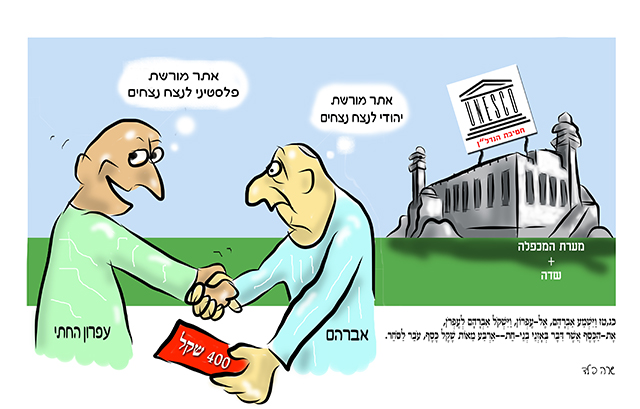 אתר מורשת
פלסטיני לנצח נצחים
אתר מורשת
יהודי לנצח נצחים
UNESCO
חטיבת הנדל"ן
מערת המכפלה
+
שדה
עפרון החתי
אברהם
400 שקל
כג,טז וַיִּשְׁמַע אַבְרָהָם, אֶל-עֶפְרוֹן, וַיִּשְׁקֹל אַבְרָהָם לְעֶפְרֹן,
אֶת-הַכֶּסֶף אֲשֶׁר דִּבֶּר בְּאָזְנֵי בְנֵי-חֵת--אַרְבַּע מֵאוֹת שֶׁקֶל כֶּסֶף, עֹבֵר לַסֹּחֵר.